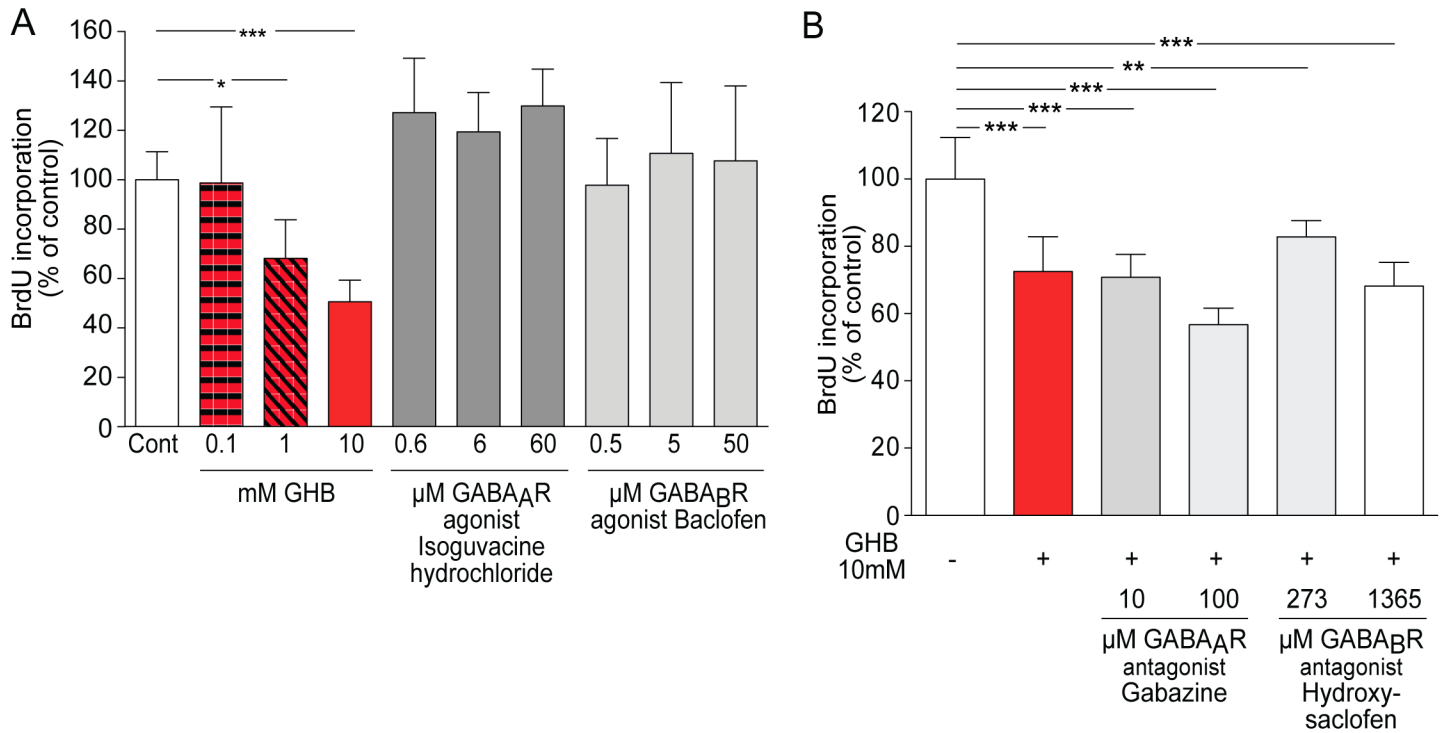 A
BrdU incorporation
(% of control)
160
140
120
100
80
60
40
20
0
***
*
Cont 0.1 1 10 0.6 6 60 0.5 5 50
mM GHB
µM GABAAR
agonist
Isoguvacine
hydrochloride
µM GABABR
agonist Baclofen
B
BrdU incorporation
(% of control)
120
100
80
60
40
20
0
***
**
***
***
***
GHB
10mM - + + + + +
10 100 273 1365
µM GABAAR
antagonist
Gabazine
µM GABABR
antagonist
Hydroxy-
saclofen